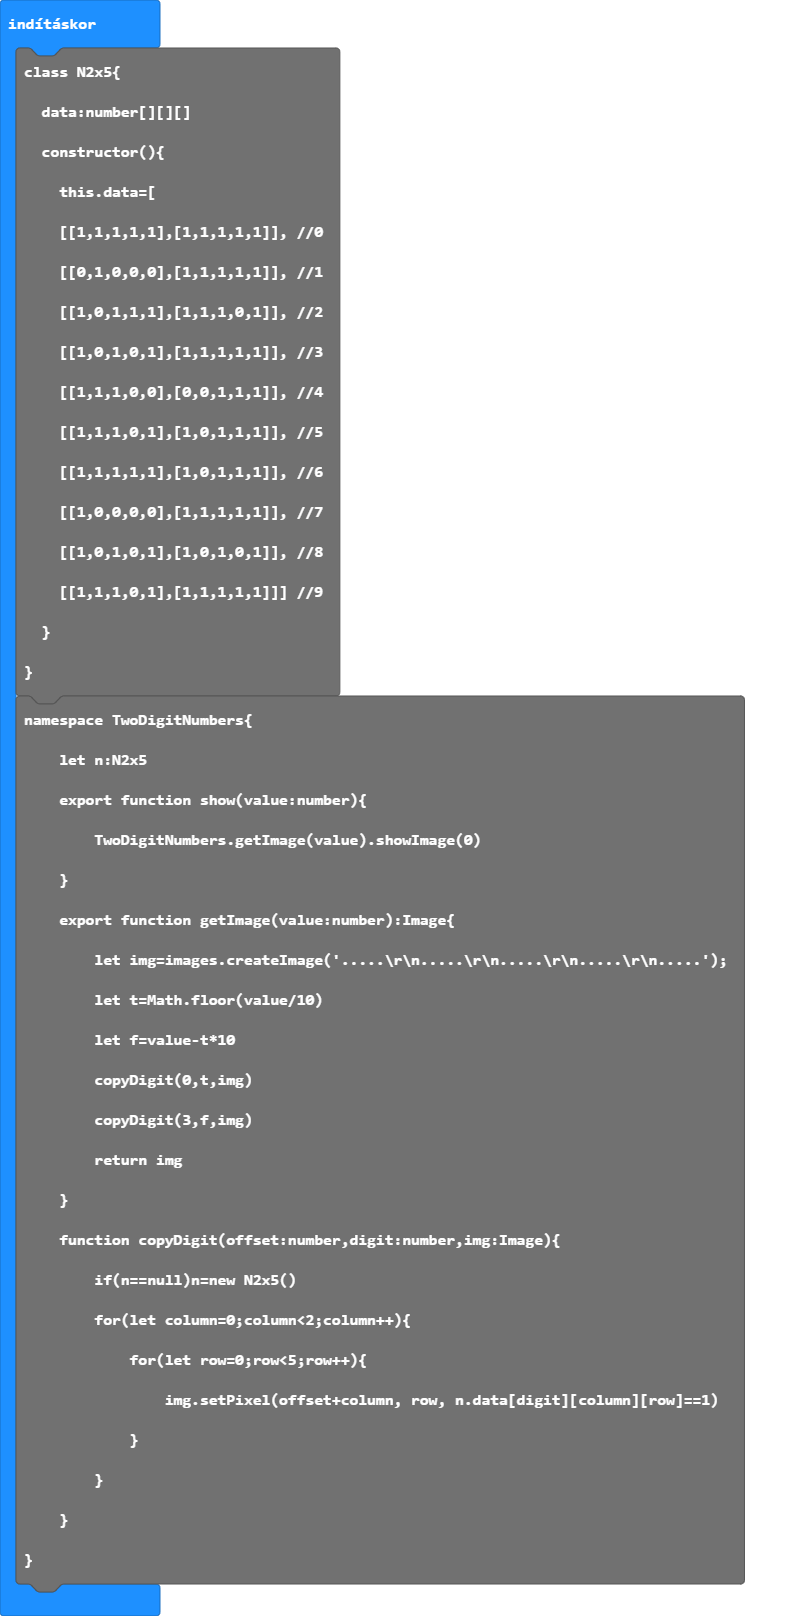 indításkor
class N2x5{
  data:number[][][]
  constructor(){
    this.data=[
    [[1,1,1,1,1],[1,1,1,1,1]], //0
    [[0,1,0,0,0],[1,1,1,1,1]], //1
    [[1,0,1,1,1],[1,1,1,0,1]], //2
    [[1,0,1,0,1],[1,1,1,1,1]], //3
    [[1,1,1,0,0],[0,0,1,1,1]], //4
    [[1,1,1,0,1],[1,0,1,1,1]], //5
    [[1,1,1,1,1],[1,0,1,1,1]], //6
    [[1,0,0,0,0],[1,1,1,1,1]], //7
    [[1,0,1,0,1],[1,0,1,0,1]], //8
    [[1,1,1,0,1],[1,1,1,1,1]]] //9
  }
}
namespace TwoDigitNumbers{
    let n:N2x5
    export function show(value:number){
        TwoDigitNumbers.getImage(value).showImage(0)
    }
    export function getImage(value:number):Image{
        let img=images.createImage('.....\r\n.....\r\n.....\r\n.....\r\n.....');
        let t=Math.floor(value/10)
        let f=value-t*10
        copyDigit(0,t,img)
        copyDigit(3,f,img)
        return img
    }
    function copyDigit(offset:number,digit:number,img:Image){
        if(n==null)n=new N2x5()
        for(let column=0;column<2;column++){
            for(let row=0;row<5;row++){
                img.setPixel(offset+column, row, n.data[digit][column][row]==1)
            }
        }
    }
}